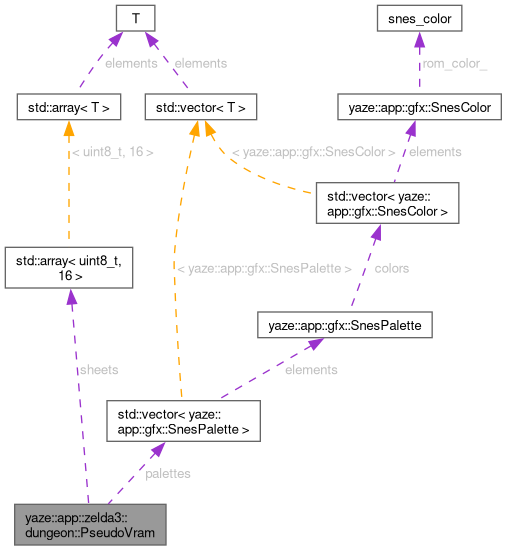 T
snes_color
elements
elements
rom_color_
std::array< T >
std::vector< T >
yaze::app::gfx::SnesColor
< uint8_t, 16 >
< yaze::app::gfx::SnesColor >
elements
std::vector< yaze::
app::gfx::SnesColor >
std::array< uint8_t,
16 >
< yaze::app::gfx::SnesPalette >
colors
yaze::app::gfx::SnesPalette
sheets
elements
std::vector< yaze::
app::gfx::SnesPalette >
palettes
yaze::app::zelda3::
dungeon::PseudoVram